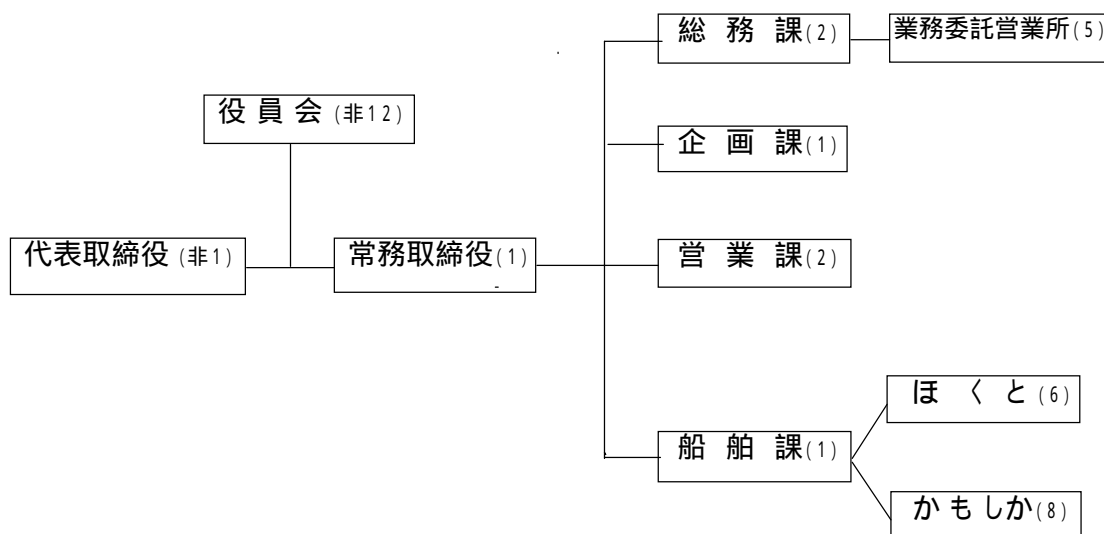 総務課(2)
業務委託営業所(5)
役員会(非12)
企画課(1)
代表取締役(非1)
常務取締役(1)
営業課(2)
ほくと(6)
船舶課(1)
かもしか(8)